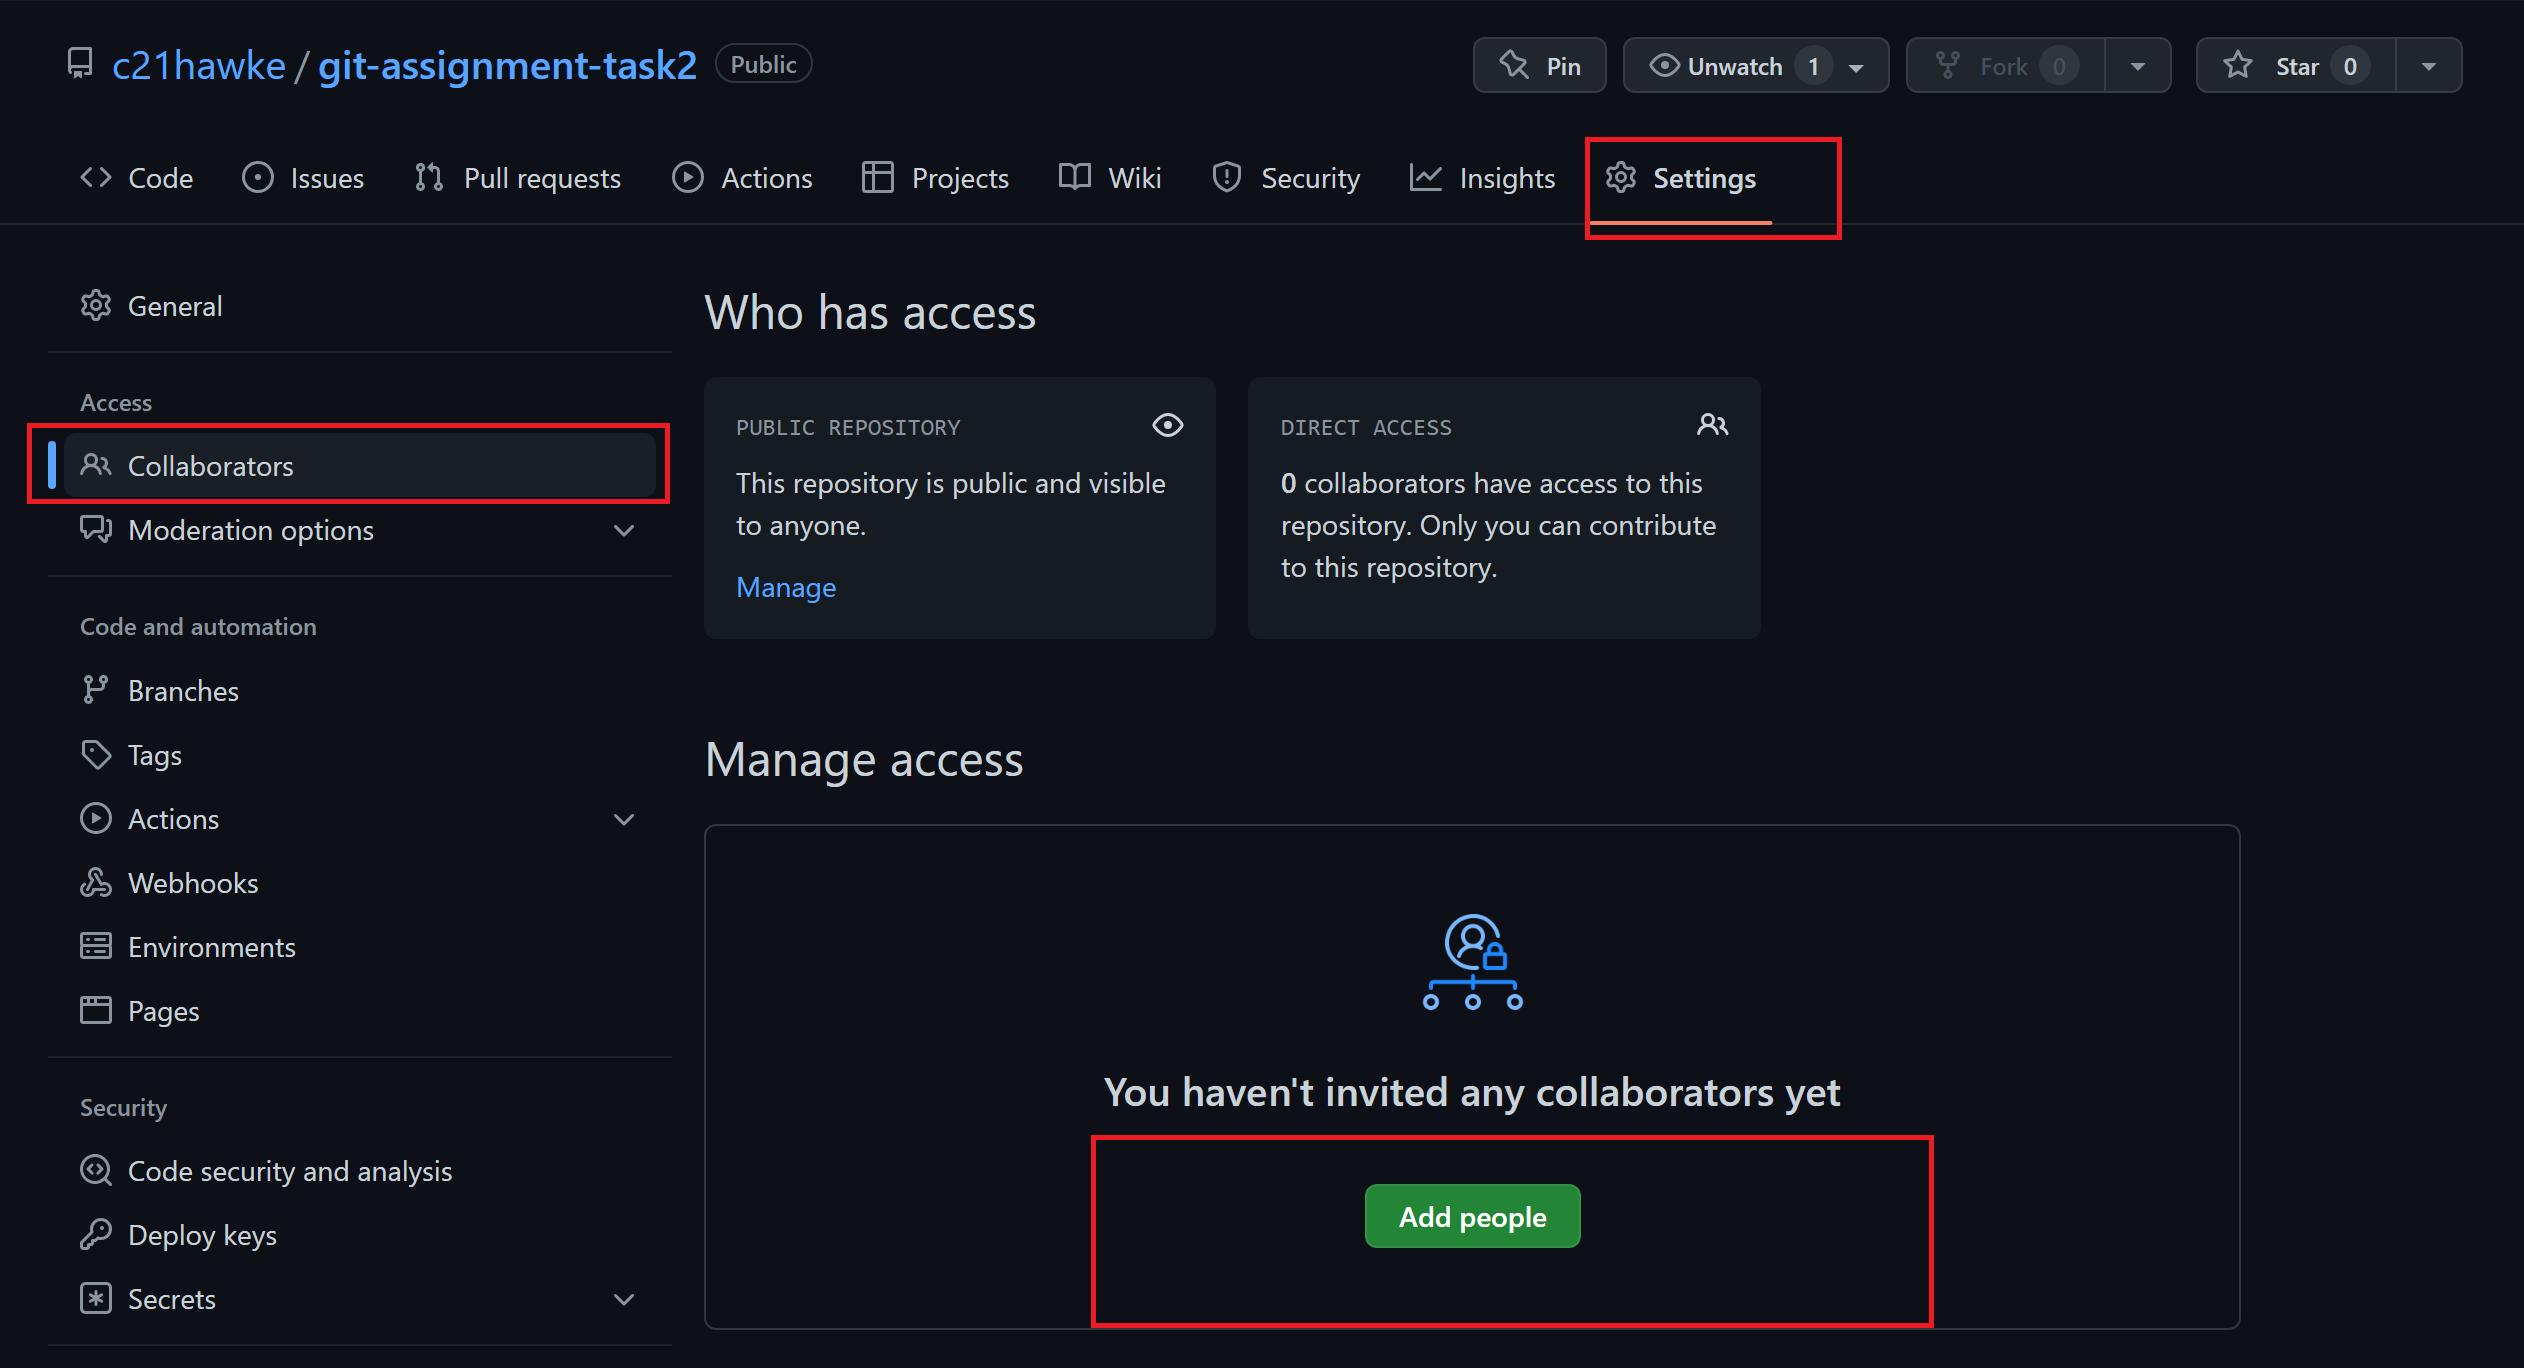 c21hawke / git-assignment-task2 Public
Pin
Unwatch 1
Fork 0
Star 0
Code
Issues
Pull requests
Actions
Projects
Wiki
Security
Insights
Settings
General
Access
Collaborators
Moderation options
Code and automation
Branches
Tags
Actions
Webhooks
Environments
Pages
Security
Code security and analysis
Deploy keys
Secrets
Who has access
PUBLIC REPOSITORY
This repository is public and visible
to anyone.
Manage
DIRECT ACCESS
0 collaborators have access to this
repository. Only you can contribute
to this repository.
Manage access
You haven't invited any collaborators yet
Add people